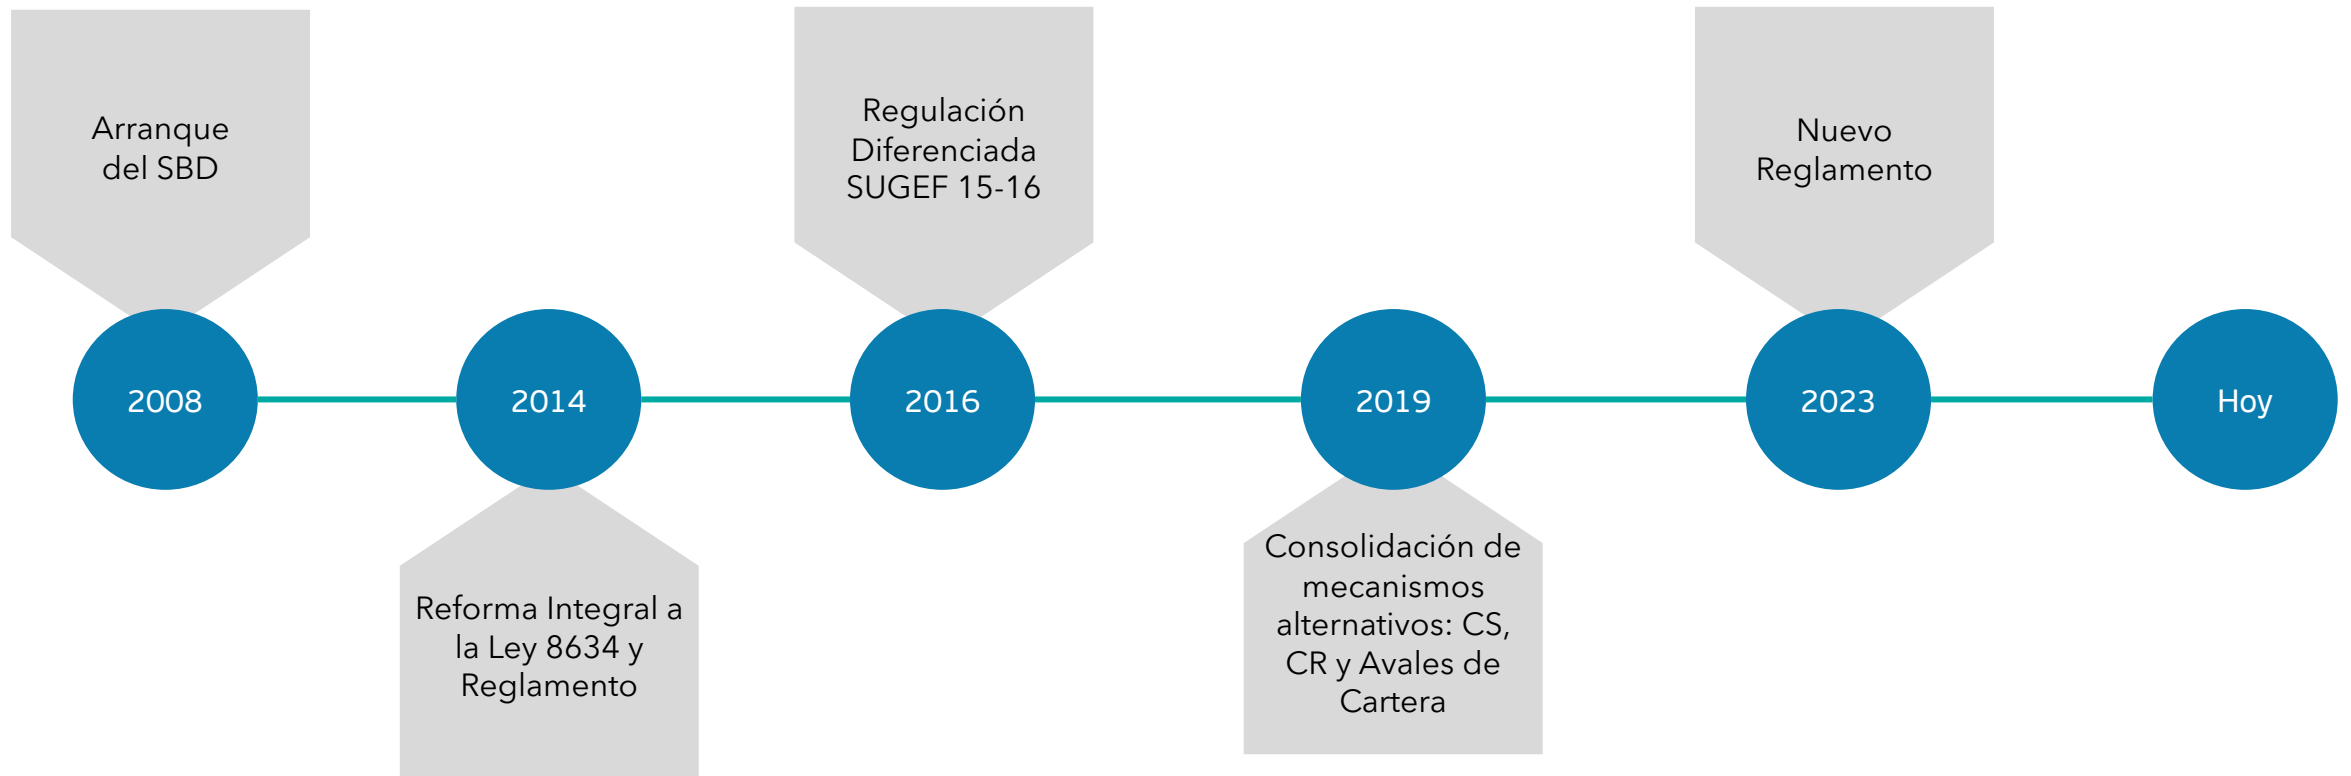 Arranque
del SBD
Regulación
Diferenciada
SUGEF 15-16
Nuevo
Reglamento
2008
2014
2016
2019
2023
Hoy
Reforma Integral a
la Ley 8634 y
Reglamento
Consolidación de
mecanismos
alternativos: CS,
CR y Avales de
Cartera